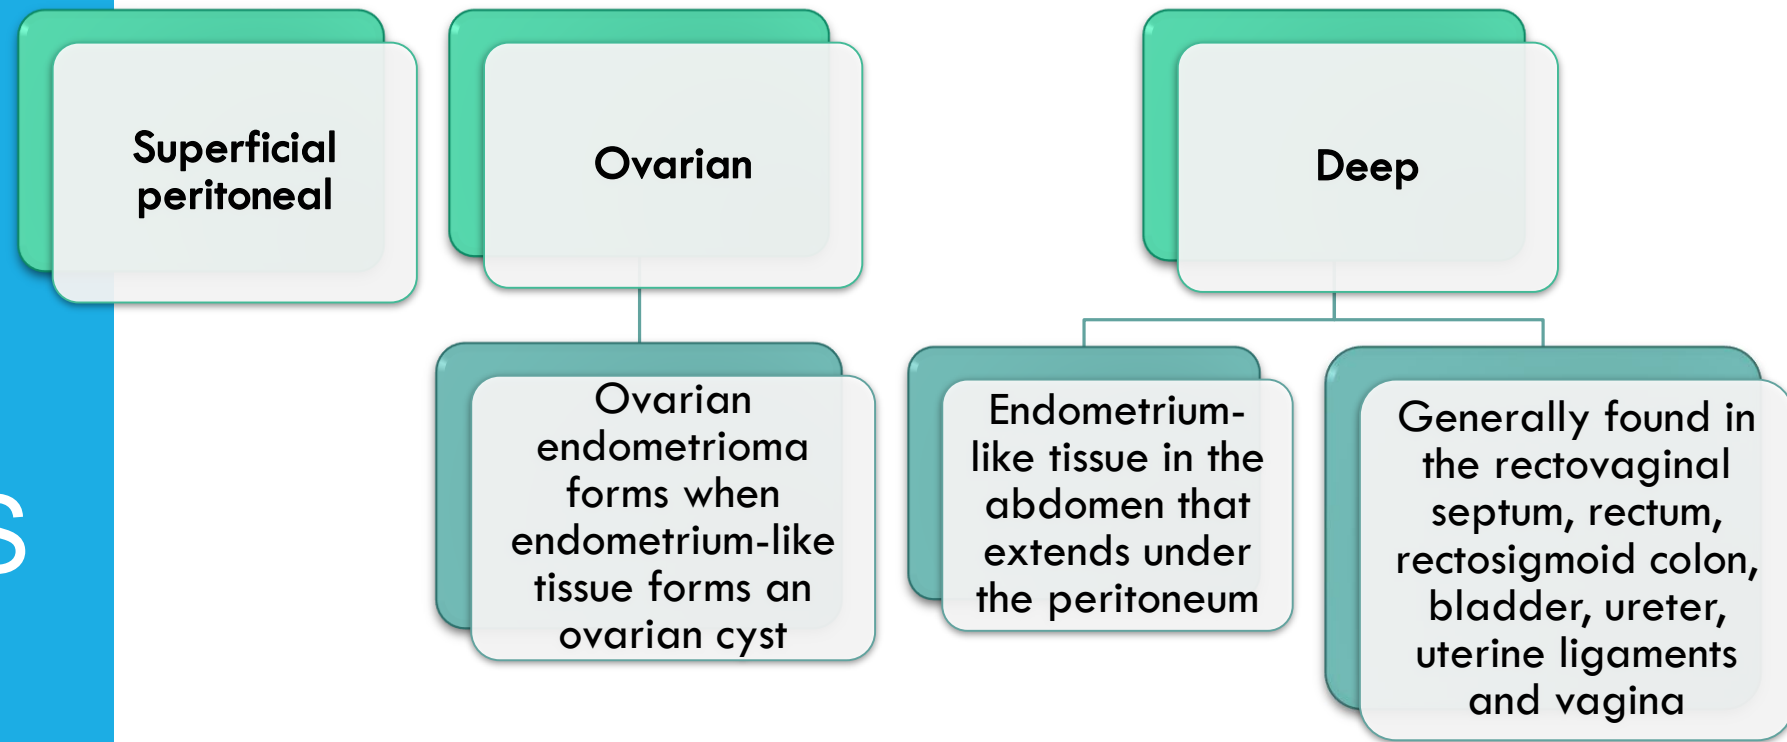 Superficial
peritoneal
Ovarian
Deep
Ovarian
endometrioma
forms when
endometrium-like
tissue forms an
ovarian cyst
Endometrium-
like tissue in the
abdomen that
extends under
the peritoneum
Generally found in
the rectovaginal
septum, rectum,
rectosigmoid colon,
bladder, ureter,
uterine ligaments
and vagina
s